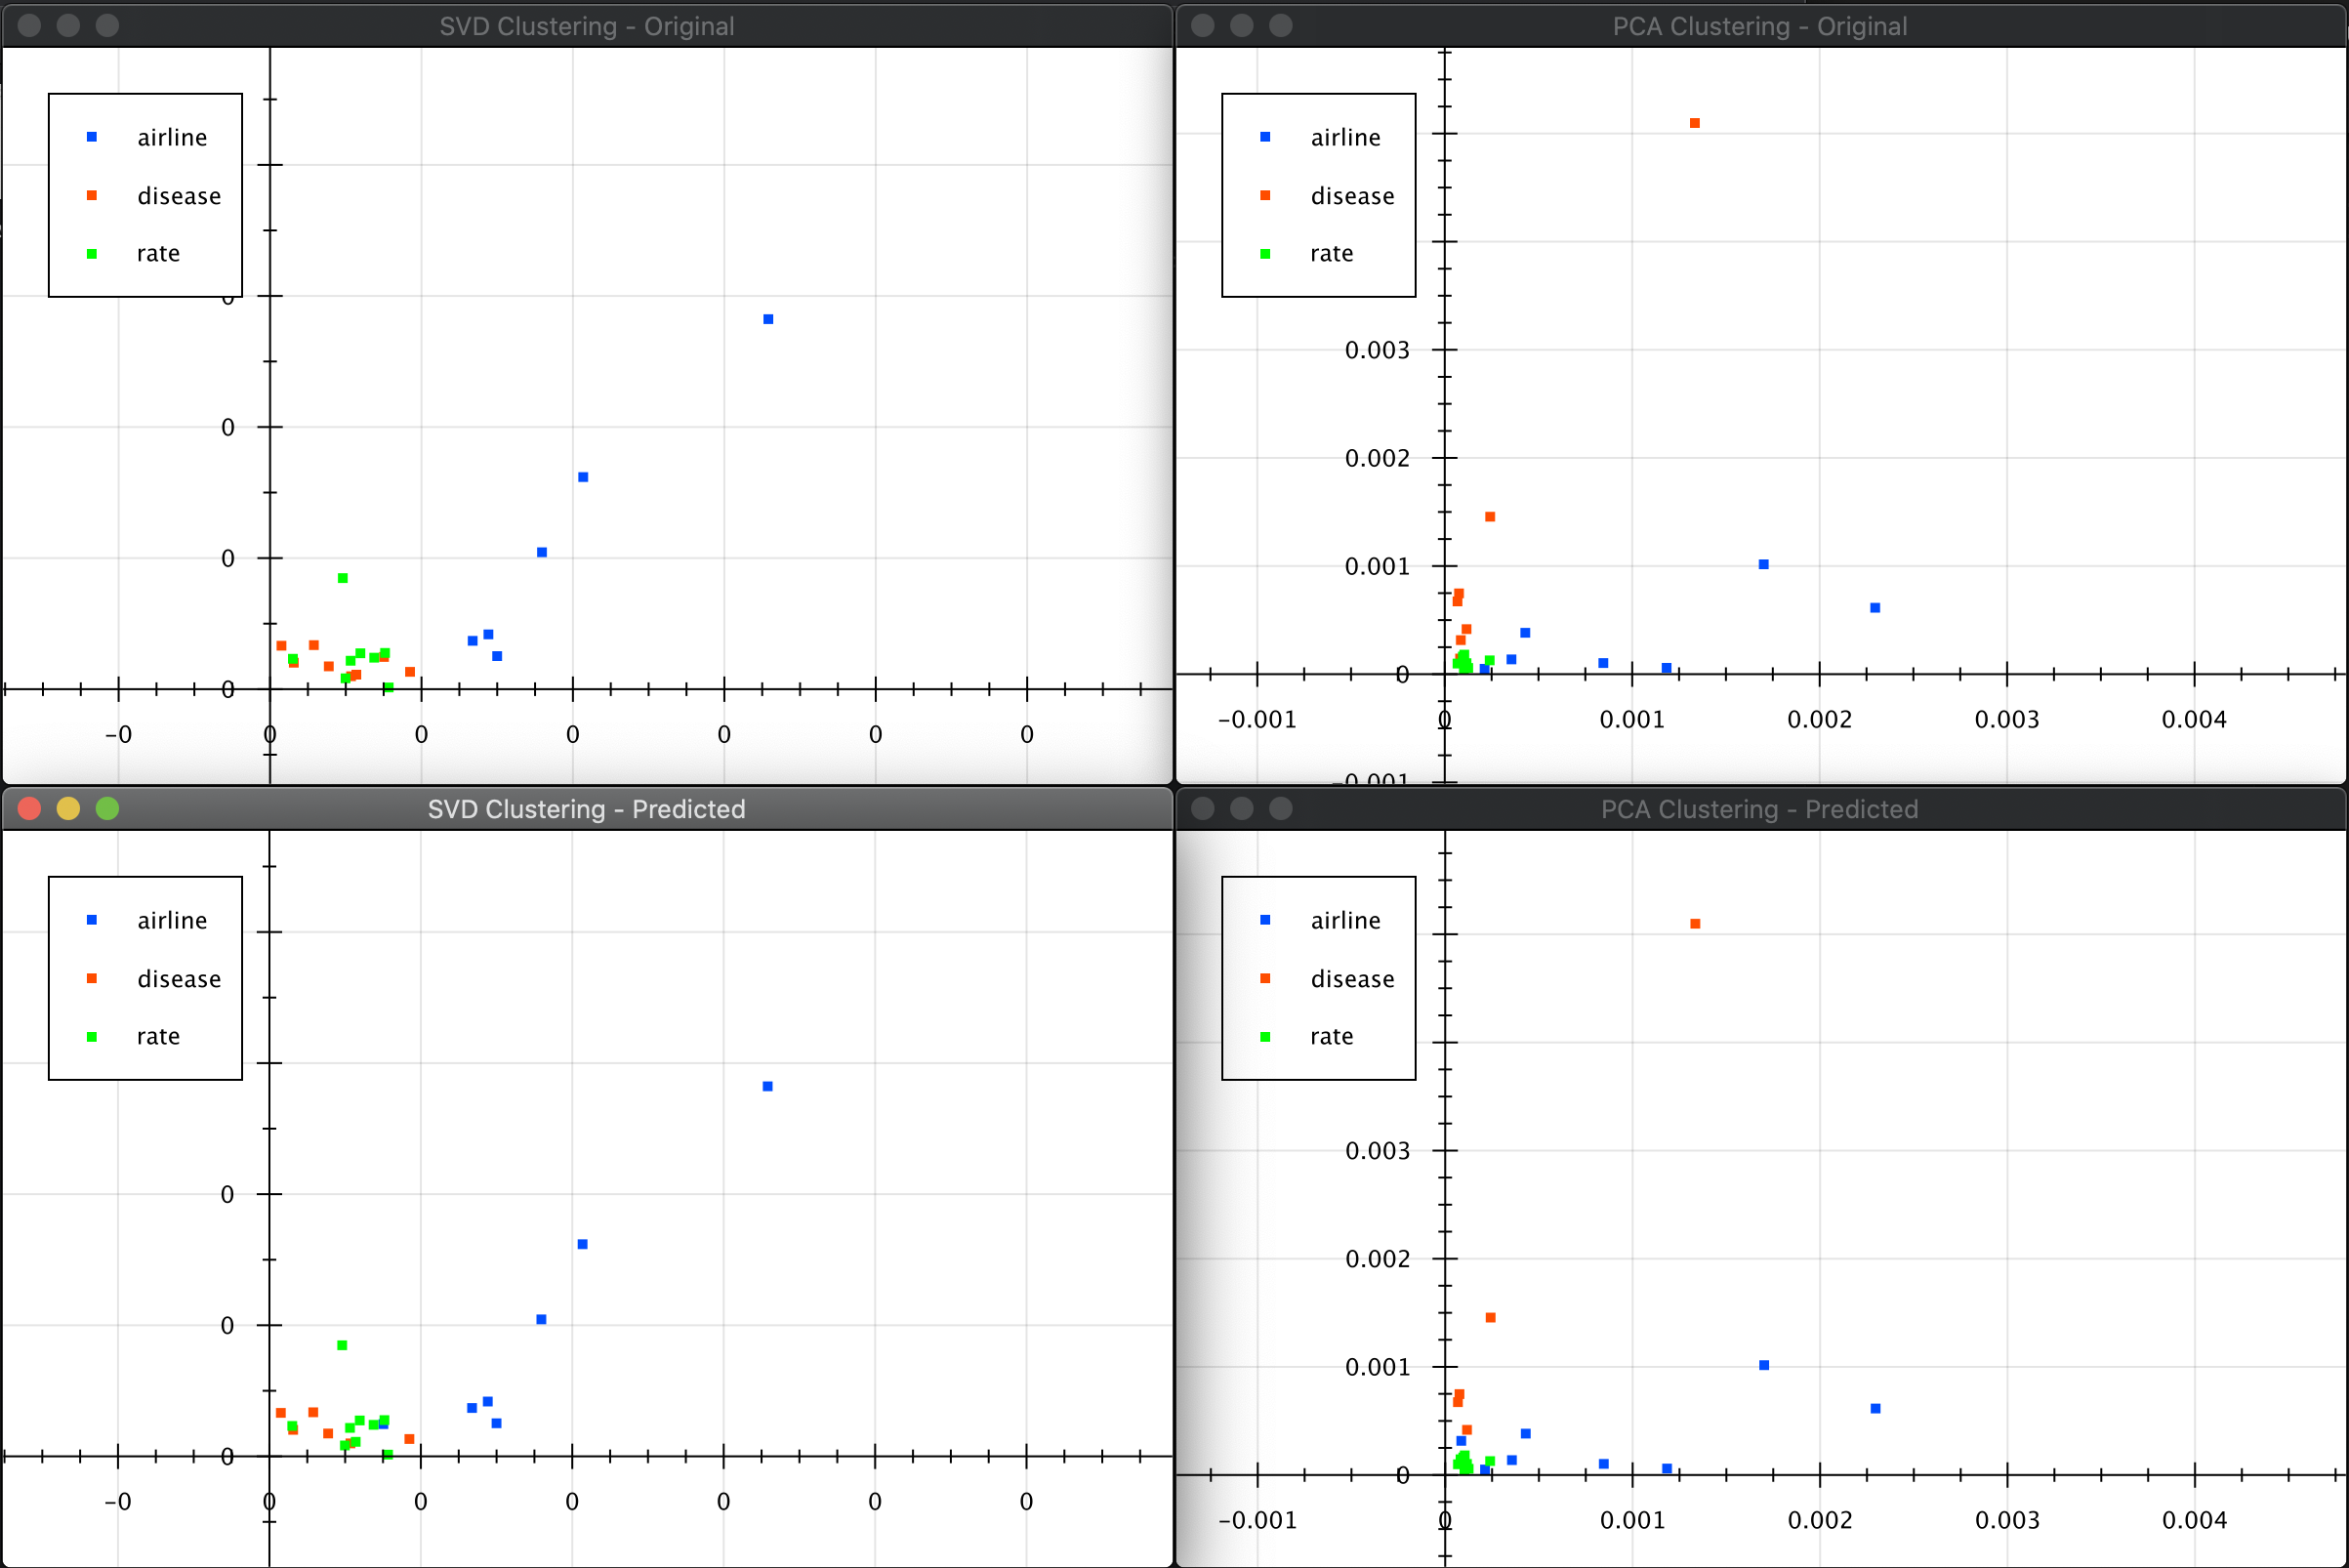 SVD Clustering - Original
airline
disease
rate
0
0
0
0
-0 0 0 0 0 0 0
PCA Clustering - Original
airline
disease
rate
0.003
0.002
0.001
0
-0.001 0 0.001 0.002 0.003 0.004
-0.001
SVD Clustering - Predicted
airline
disease
rate
0
0
0
-0 0 0 0 0 0 0
PCA Clustering - Predicted
airline
disease
rate
0.003
0.002
0.001
0
-0.001 0 0.001 0.002 0.003 0.004